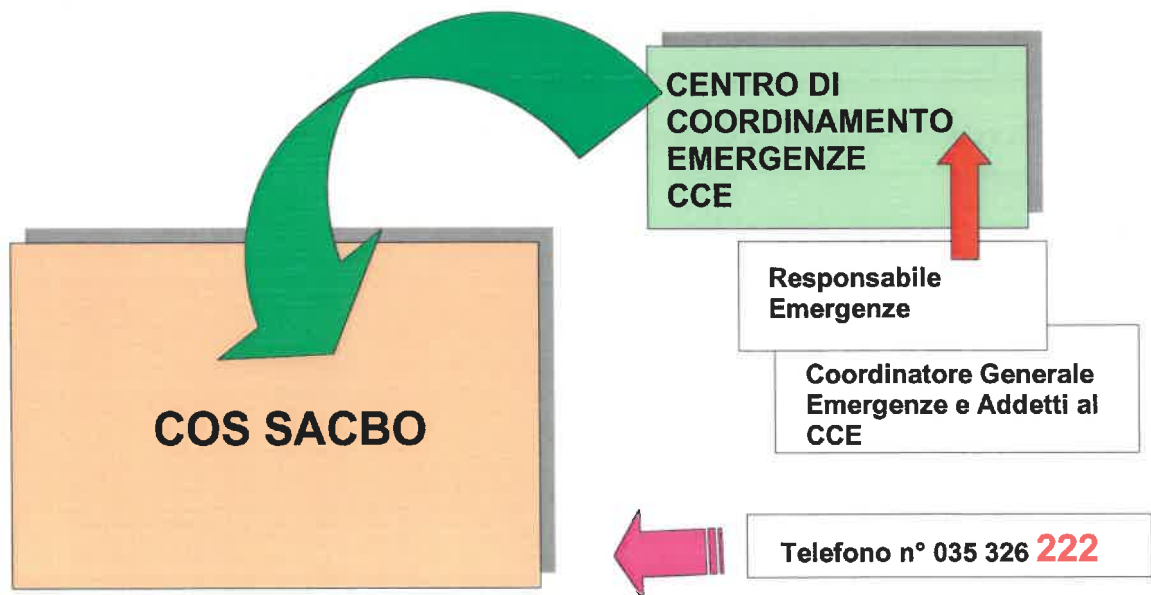 CENTRO DI
COORDINAMENTO
EMERGENZE
CCE
Responsabile
Emergenze
Coordinatore Generale
Emergenze e Addetti al
CCE
COS SACBO
Telefono n° 035 326 222